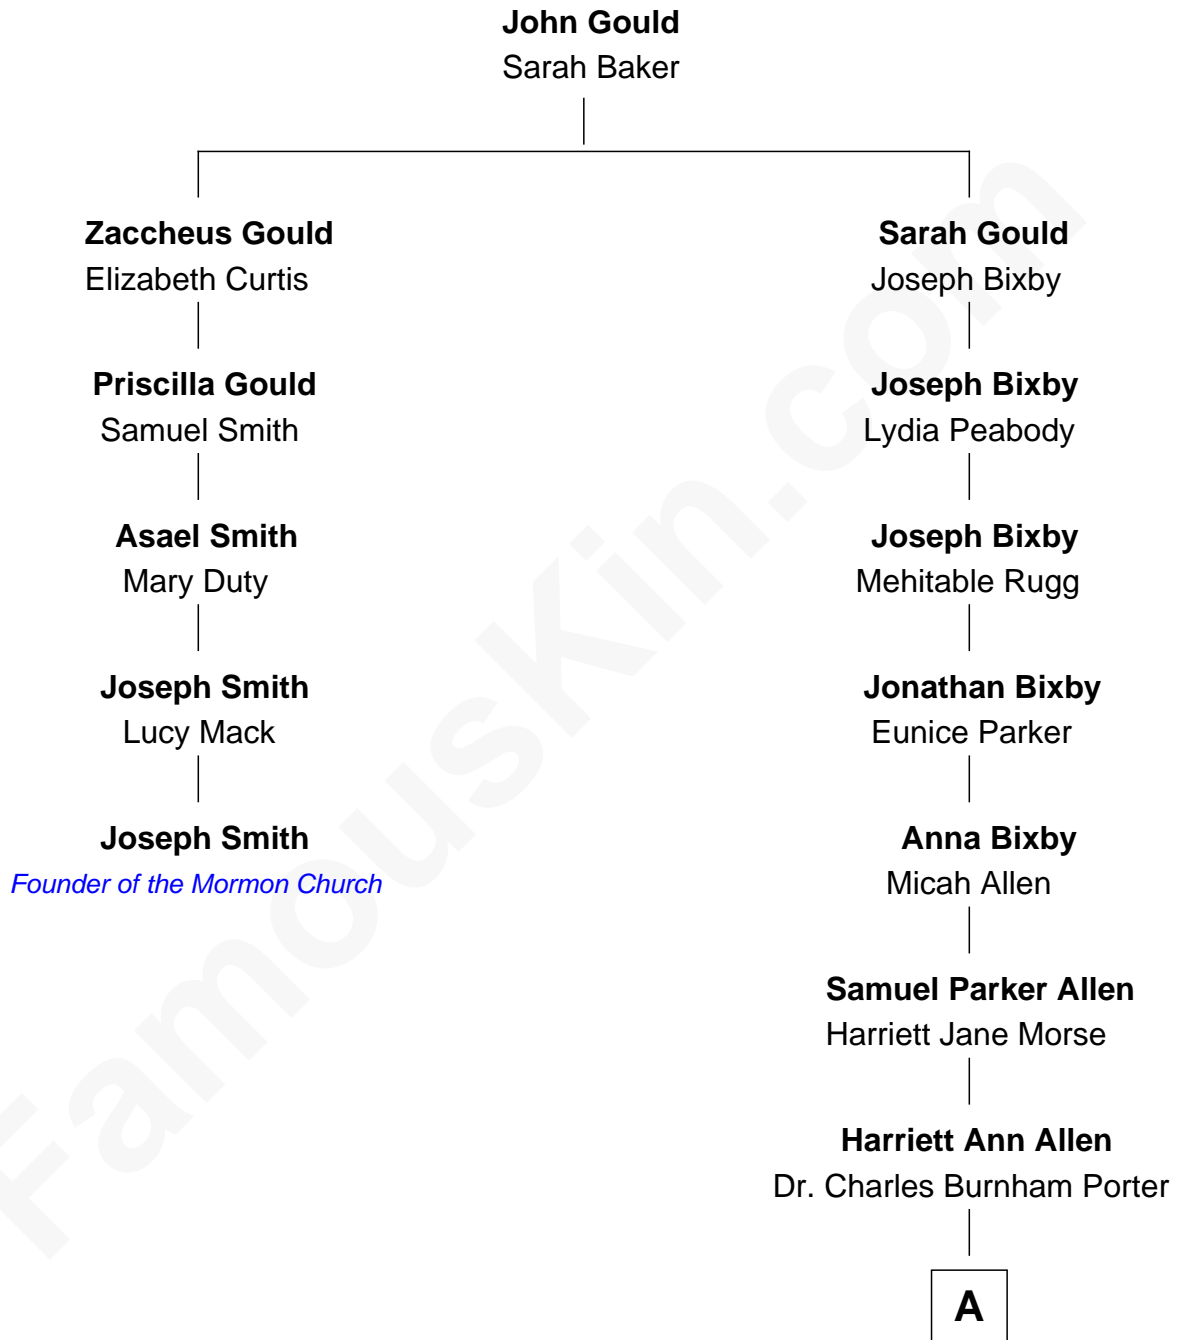 John Gould
Sarah Baker
Zaccheus Gould
Elizabeth Curtis
Sarah Gould
Joseph Bixby
Priscilla Gould
Samuel Smith
Joseph Bixby
Lydia Peabody
Asael Smith
Mary Duty
Joseph Bixby
Mehitable Rugg
Joseph Smith
Lucy Mack
Jonathan Bixby
Eunice Parker
Joseph Smith
Founder of the Mormon Church
Anna Bixby
Micah Allen
Samuel Parker Allen
Harriett Jane Morse
Harriett Ann Allen
Dr. Charles Burnham Porter
A
FamousKin.com